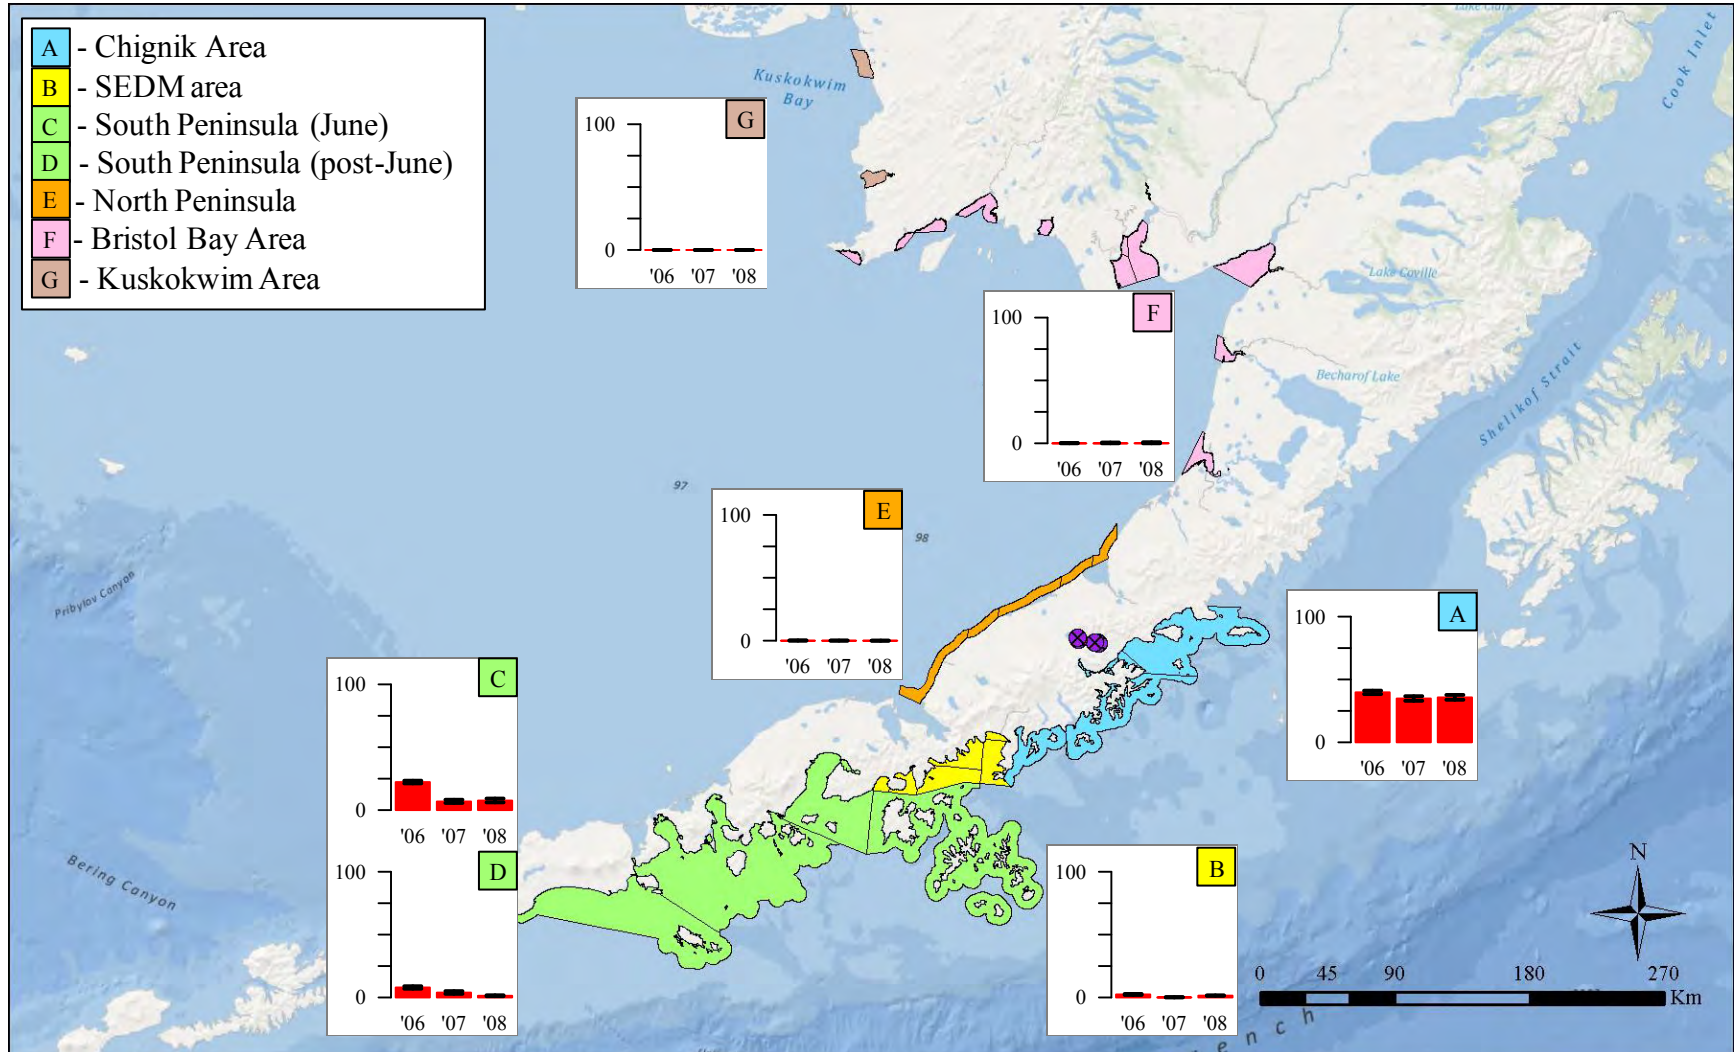 A - Chignik Area
B - SEDM area
C - South Peninsula (June)
D - South Peninsula (post-June)
E - North Peninsula
F - Bristol Bay Area
G - Kuskokwim Area
Lake Clark
Cook Inlet
Kuskokwim
Bay
G
100
0
'06 '07 '08
Lake Coville
F
100
0
'06 '07 '08
Becharof Lake
Shelikof Strait
97
98
E
100
0
'06 '07 '08
Pribylov Canyon
A
100
0
'06 '07 '08
C
100
0
'06 '07 '08
D
100
0
'06 '07 '08
Bering Canyon
B
100
0
'06 '07 '08
N
0 45 90 180 270
Km
e n c h